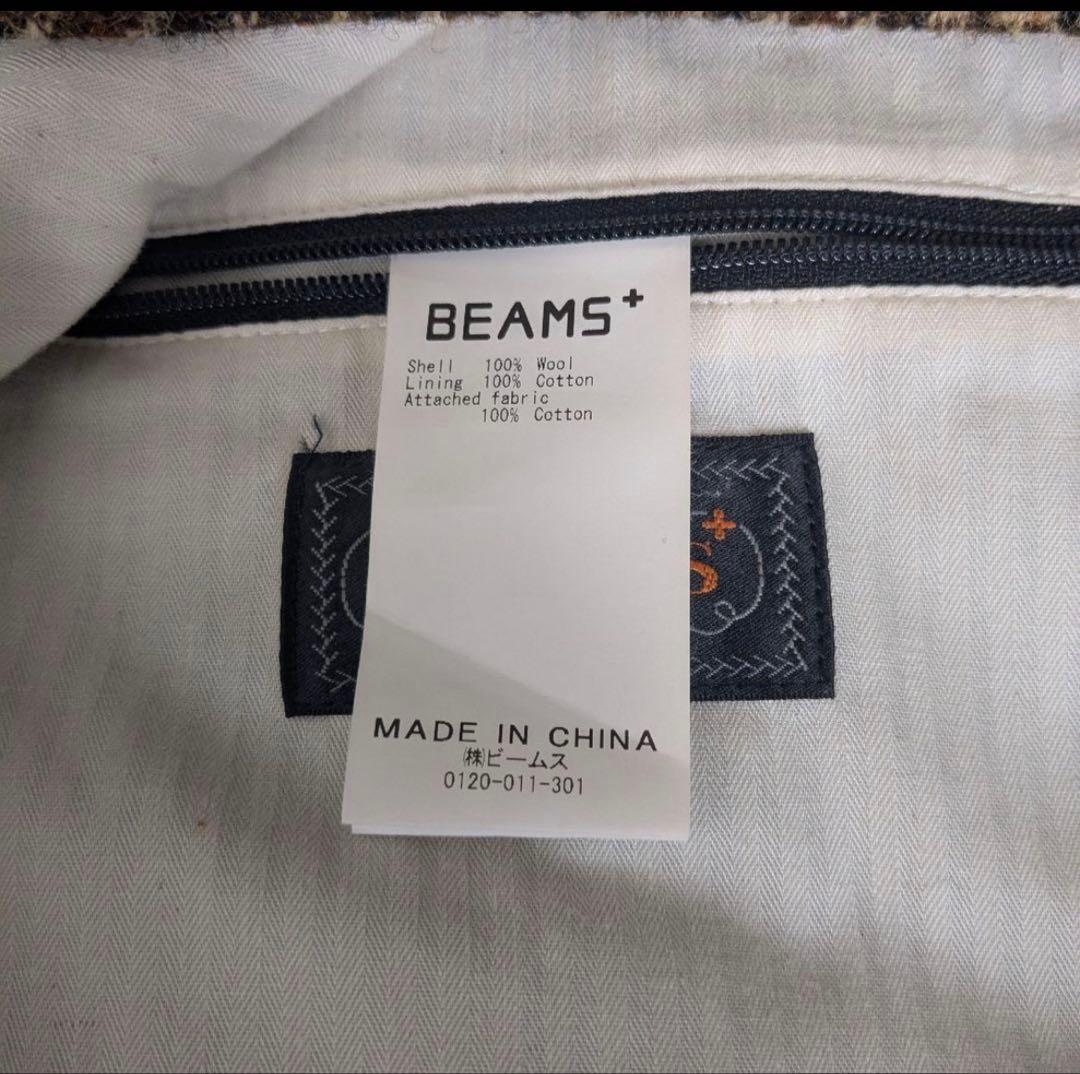 BEAMS+
Shell 100% Wool
Lining 100% Cotton
Attached fabric
100% Cotton
MADE IN CHINA
㈱ビームス
0120-011-301